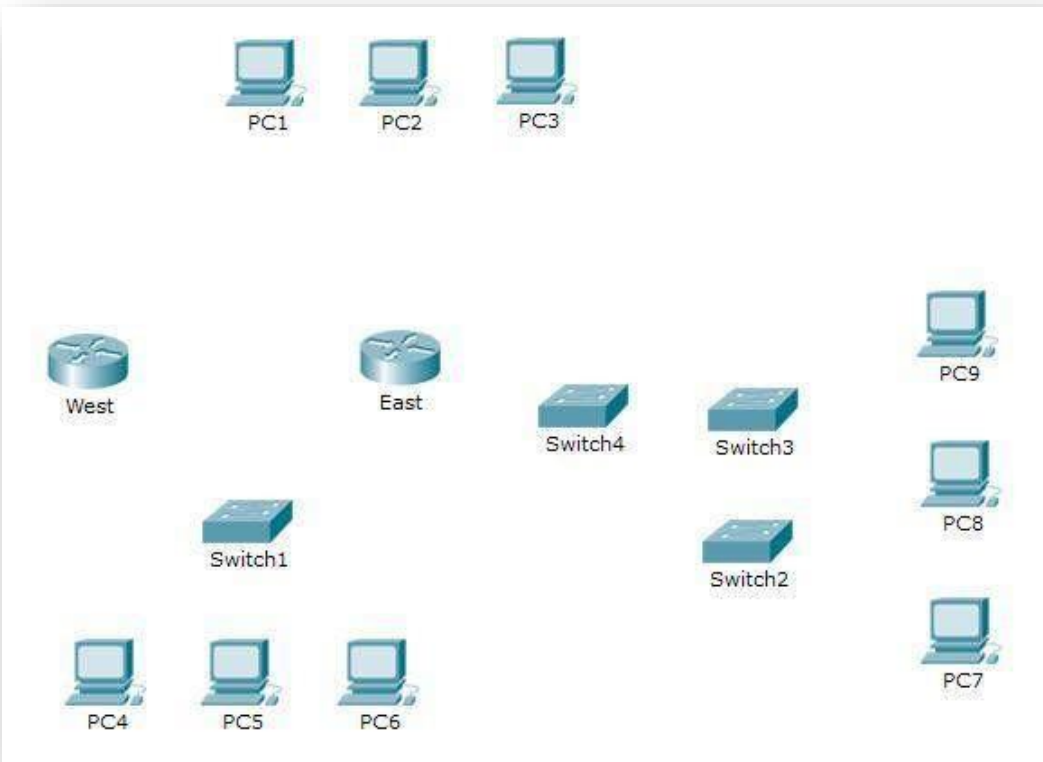 PC1
PC2
PC3
West
East
PC9
Switch4
Switch3
PC8
Switch1
Switch2
PC7
PC4
PC5
PC6